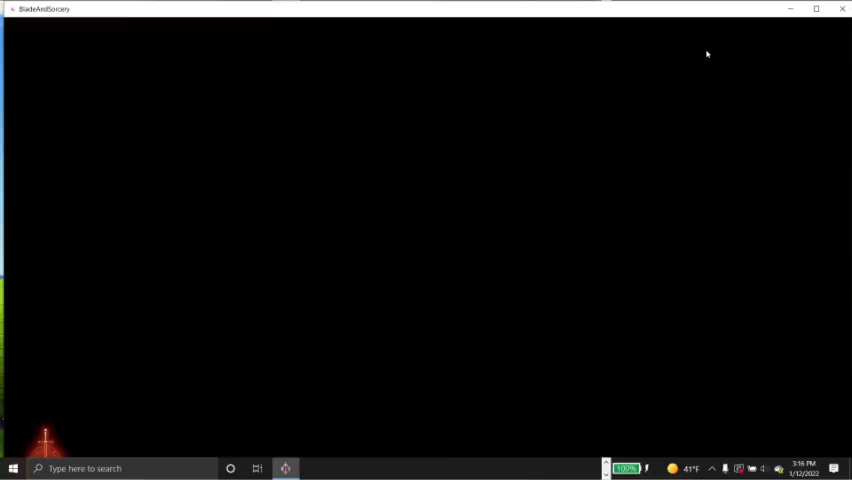 BladeAndSorcery
Type here to search
100%
41°F
3:16 PM
1/12/2022